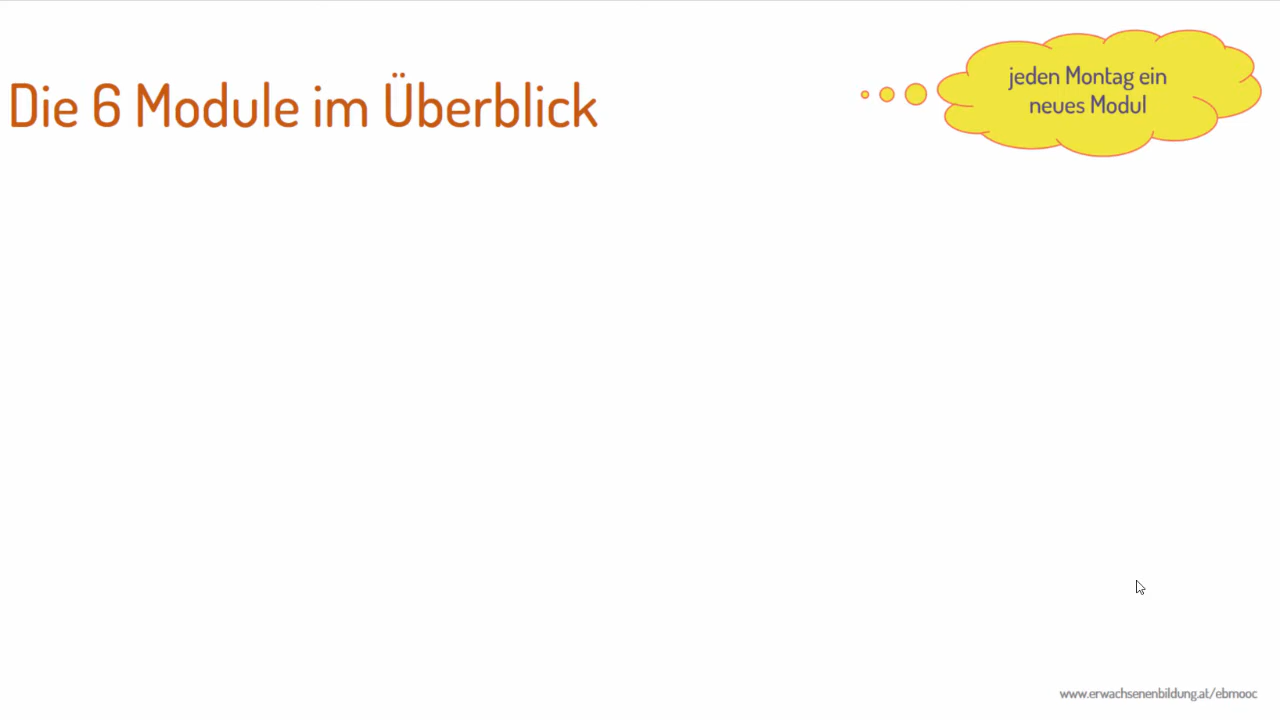 Die 6 Module im Überblick
jeden Montag ein
neues Modul
www.erwachsenenbildung.at/ebmooc